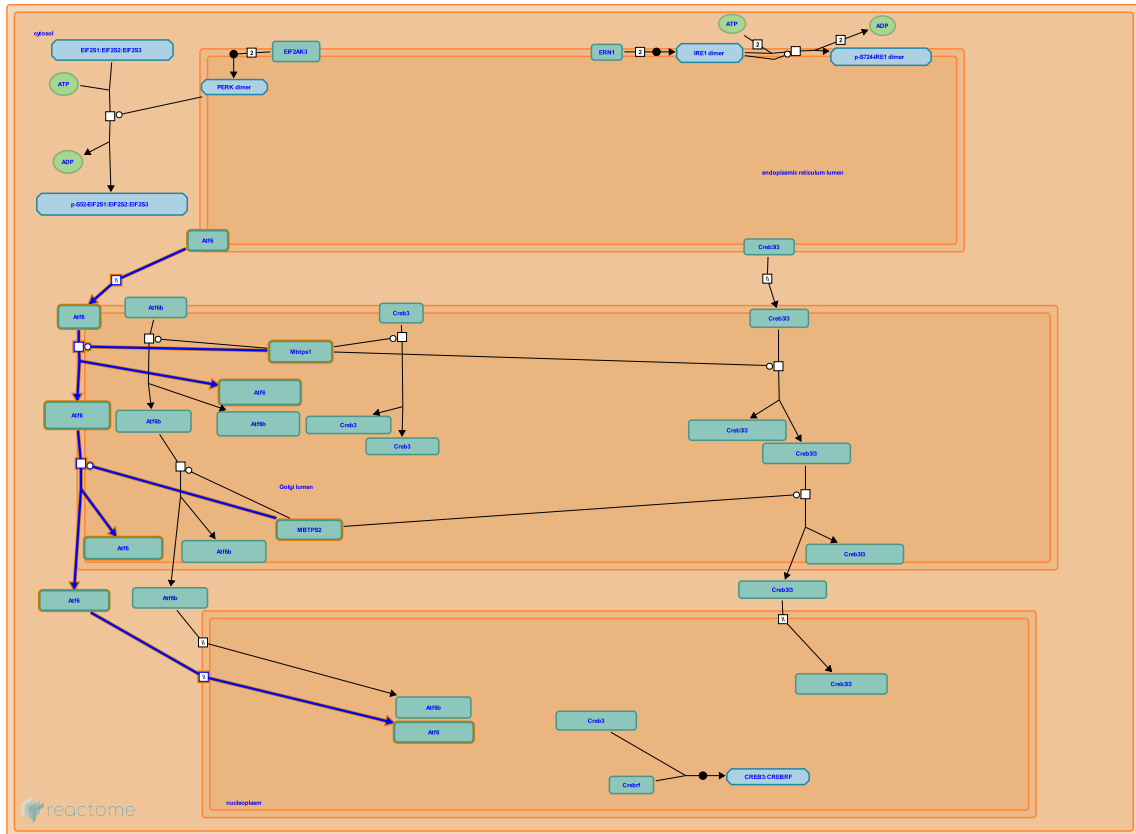 cytosol
EIF2S1:EIF2S2:EIF2S3
ATP
ADP
p-S52-EIF2S1:EIF2S2:EIF2S3
2
EIF2AK3
PERK dimer
ERN1
2
IRE1 dimer
ATP
2
2
ADP
p-S724-IRE1 dimer
endoplasmic reticulum lumen
Atf6
Creb3l3
\\
\\
Atf6
Atf6b
Creb3
Creb3l3
Mbtps1
Atf6
Atf6
Atf6b
Atf6b
Creb3
Creb3
Creb3l3
Creb3l3
Golgi lumen
MBTPS2
Atf6
Atf6b
Creb3l3
Atf6
Atf6b
Creb3l3
\\
\\
\\
Creb3l3
Atf6b
Atf6
Creb3
Crebrf
CREB3:CREBRF
nucleoplasm
reactome